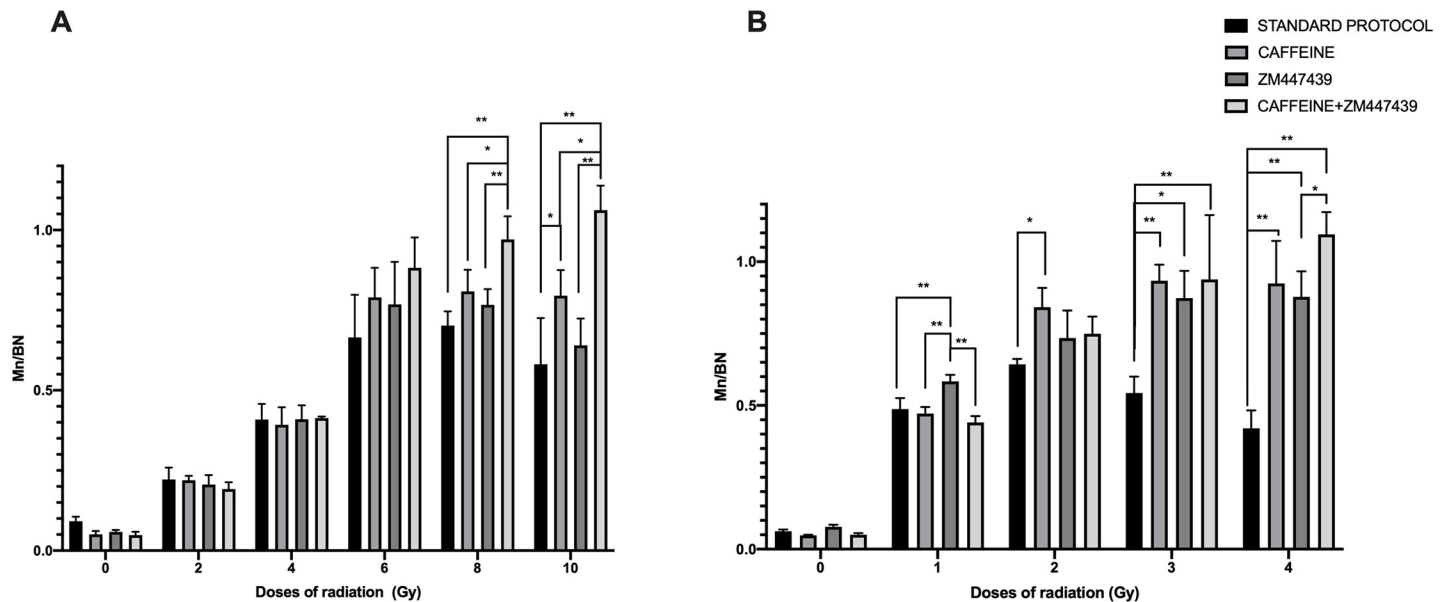 A
B
STANDARD PROTOCOL
CAFFEINE
ZM447439
CAFFEINE+ZM447439
** **
* *
** **
*
1.0
0.5
0.0
Mn/BN
0 2 4 6 8 10
Doses of radiation (Gy)
**
**
** **
* *
* ** **
**
** **
1.0
0.5
0.0
Mn/BN
0 1 2 3 4
Doses of radiation (Gy)